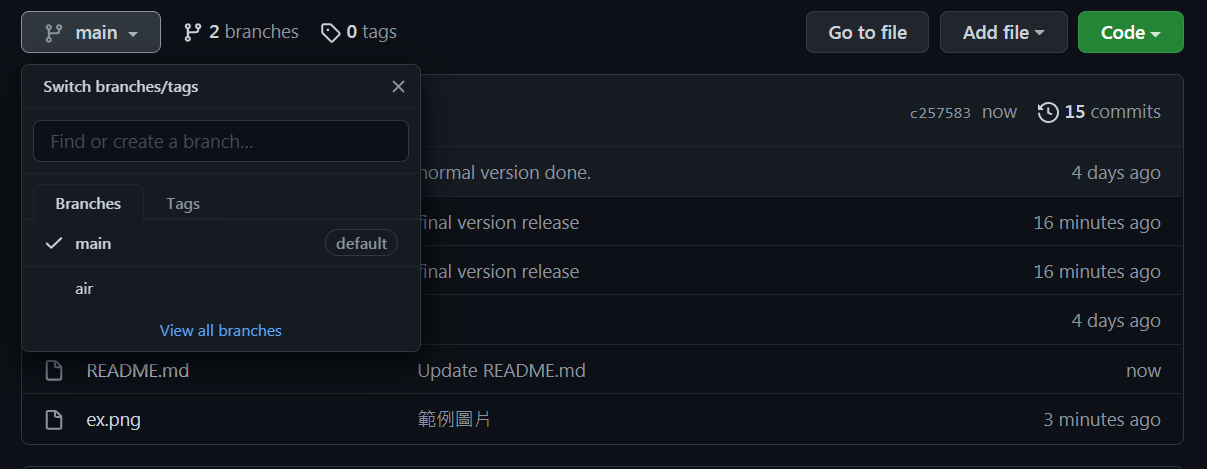 main 2 branches 0 tags Go to file Add file Code
Switch branches/tags
c257583 now 15 commits
Find or create a branch...
normal version done. 4 days ago
Branches Tags
final version release 16 minutes ago
main default
final version release 16 minutes ago
air
4 days ago
View all branches
README.md Update README.md now
ex.png 範例圖片 3 minutes ago